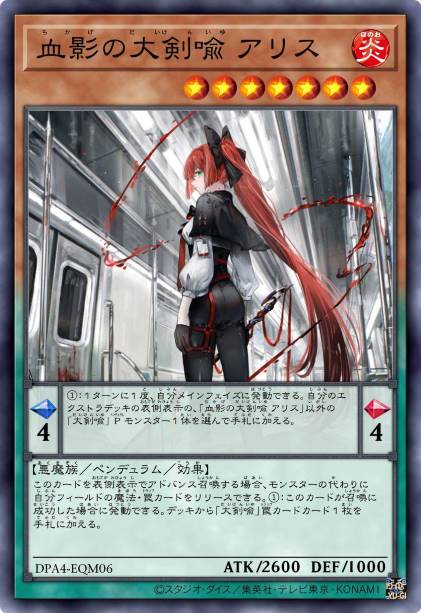 血影の大剣喩 アリス
炎
①:1ターンに1度、自分メインフェイズに発動できる。自分の
エクストラデッキの表側表示の、「血影の大剣喩 アリス」以外の
「大剣喩」Pモンスター1体を選んで手札に加える。
4
4
【悪魔族/ペンデュラム/効果】
このカードを表側表示でアドバンス召喚する場合、モンスターの代わりに
自分フィールドの魔法・罠カードをリリースできる。①:このカードが召喚に
成功した場合に発動できる。デッキから「大剣喩」罠カードカード1枚を
手札に加える。
DPA4-EQM06
ATK/2600 DEF/1000
©スタジオ・ダイス/集英社・テレビ東京・KONAMI